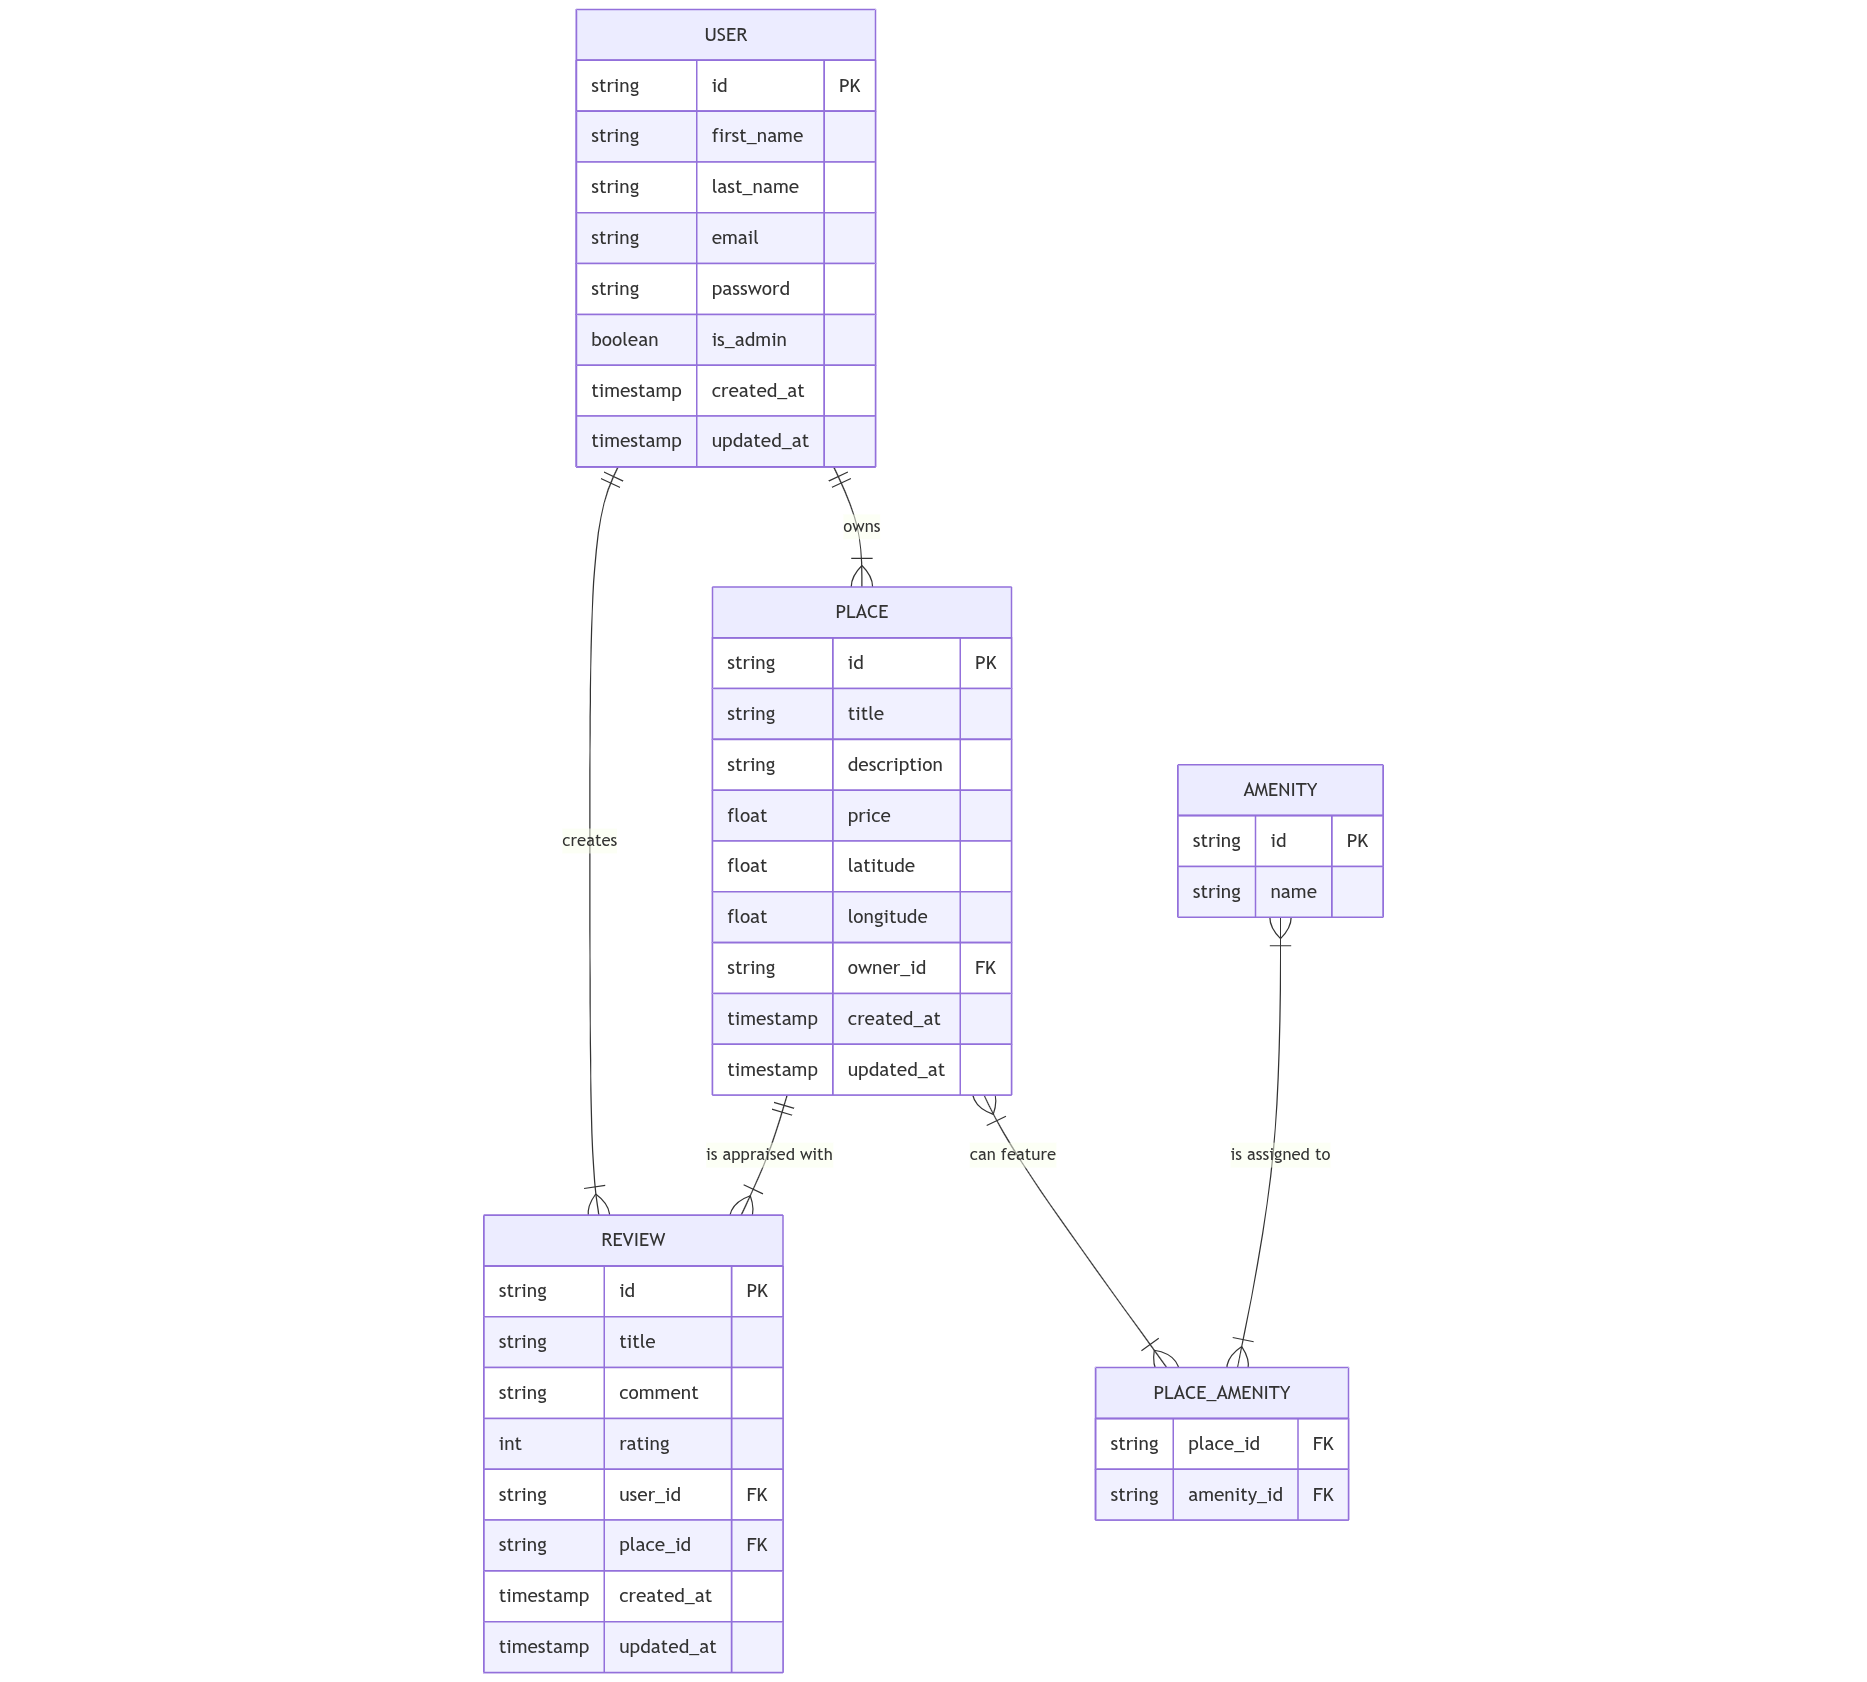 USER
string id PK
string first_name
string last_name
string email
string password
boolean is_admin
timestamp created_at
timestamp updated_at
owns
PLACE
string id PK
string title
string description
float price
float latitude
float longitude
string owner_id FK
timestamp created_at
timestamp updated_at
AMENITY
string id PK
string name
creates
is appraised with
can feature
is assigned to
REVIEW
string id PK
string title
string comment
int rating
string user_id FK
string place_id FK
timestamp created_at
timestamp updated_at
PLACE_AMENITY
string place_id FK
string amenity_id FK